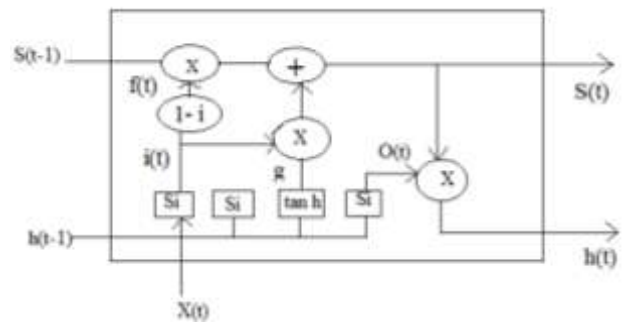 S(t-1)
X
+
S(t)
f(t)
1- i
X
i(t)
g
O(t)
X
Si
Si
tan h
Si
h(t-1)
h(t)
X(t)